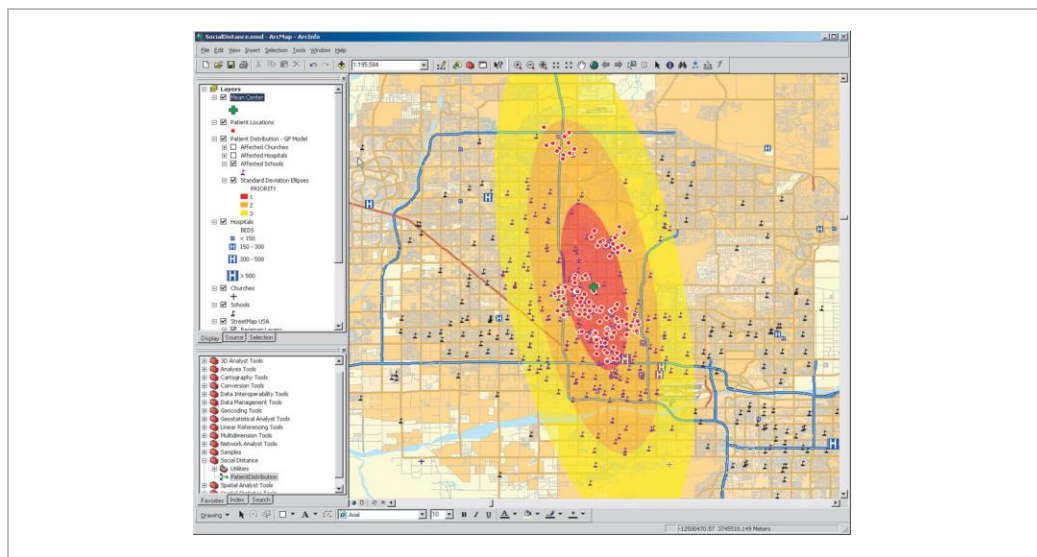 SocialDistance.mxd - ArcMap - ArcInfo
File Edit View Insert Selection Tools Window Help
1:195,504
Layers
Mean Center
Patient Locations
Patient Distribution - GP Model
Affected Churches
Affected Hospitals
Affected Schools
Standard Deviation Ellipses
PRIORITY
1
2
3
Hospitals
BEDS
< 150
150 - 300
300 - 500
> 500
Churches
Schools
StreetMap USA
Display Source Selection
3D Analyst Tools
Analysis Tools
Cartography Tools
Conversion Tools
Data Interoperability Tools
Data Management Tools
Geocoding Tools
Geostatistical Analyst Tools
Linear Referencing Tools
Multidimension Tools
Network Analyst Tools
Samples
Social Distance
Utilities
PatientDistribution
Spatial Analyst Tools
Favorites Index Search
Drawing Arial 10 B I U A
-12500470.57 3745510.149 Meters